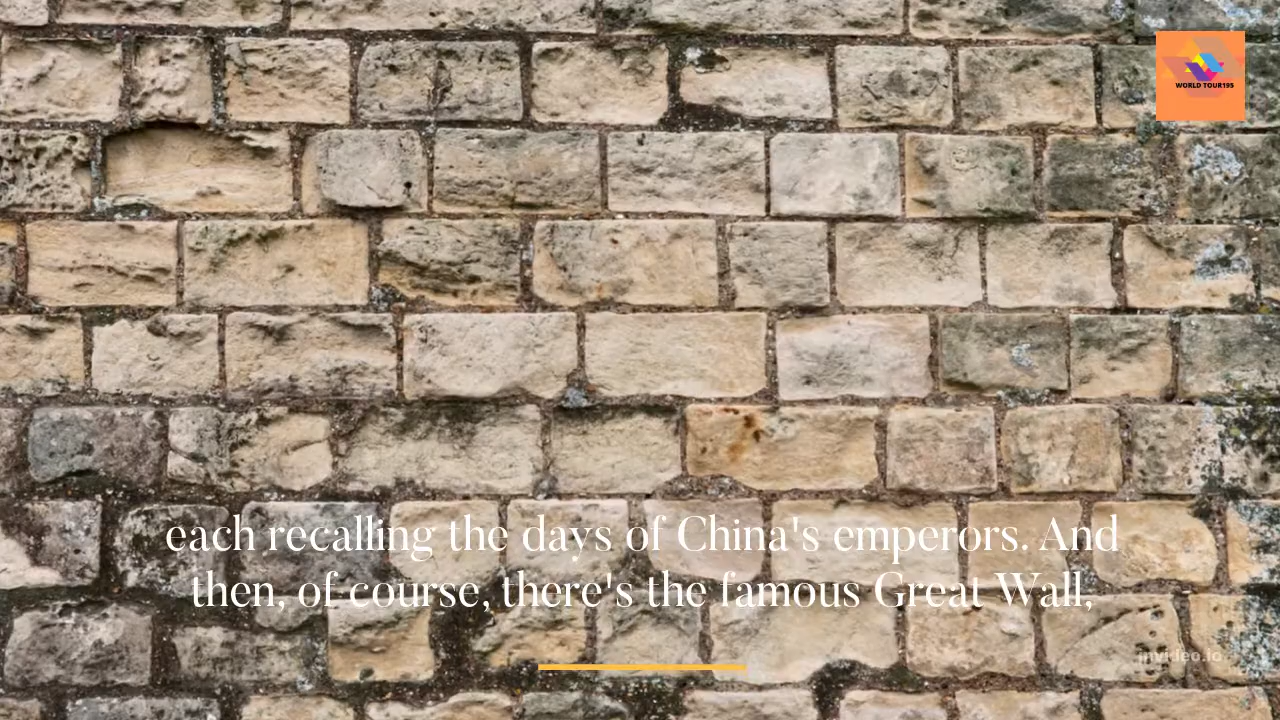 WORLD TOUR195
each recalling the days of China's emperors. And
then, of course, there's the famous Great Wall,
invideo.io